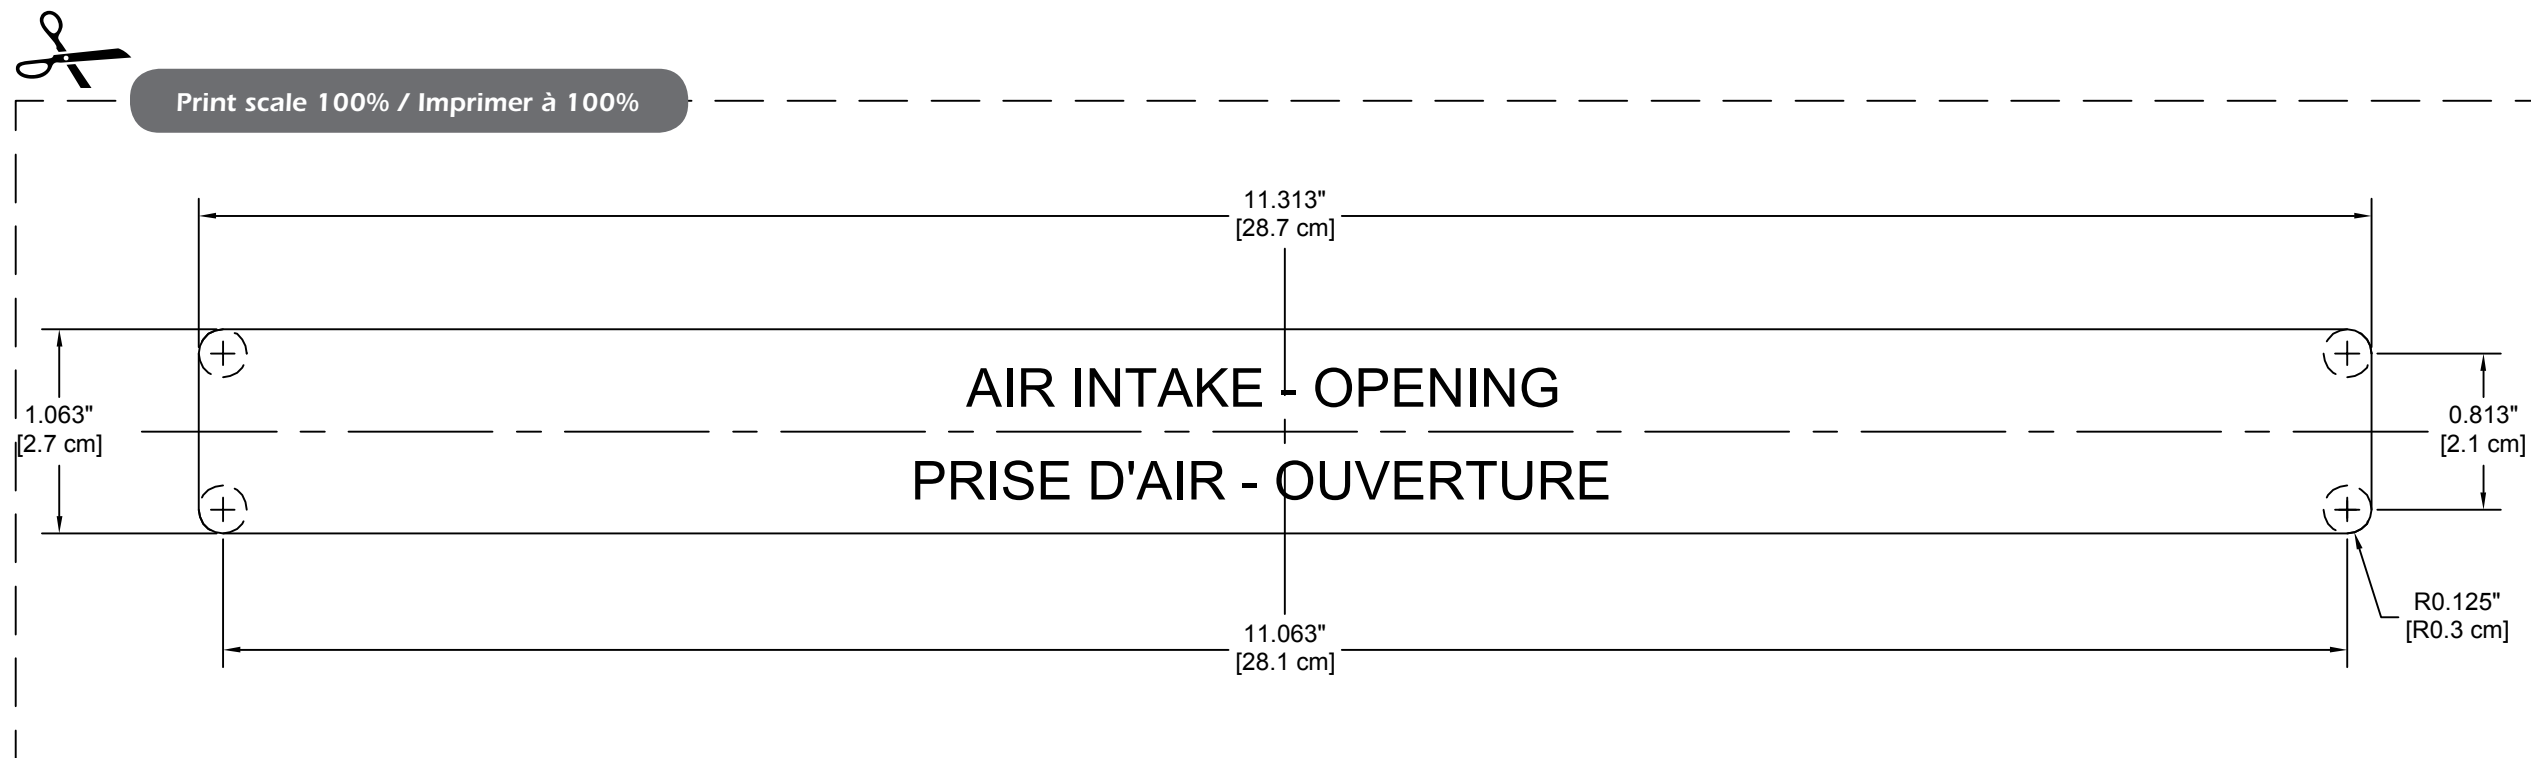 Print scale 100% / Imprimer à 100%
11.313"
[28.7 cm]
AIR INTAKE - OPENING
1.063"
[2.7 cm]
0.813"
[2.1 cm]
PRISE D'AIR - OUVERTURE
R0.125"
[R0.3 cm]
11.063"
[28.1 cm]